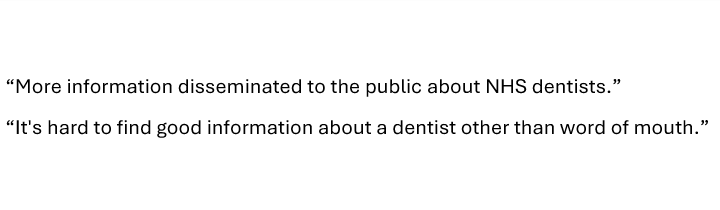 “More information disseminated to the public about NHS dentists.”
“It's hard to find good information about a dentist other than word of mouth.”